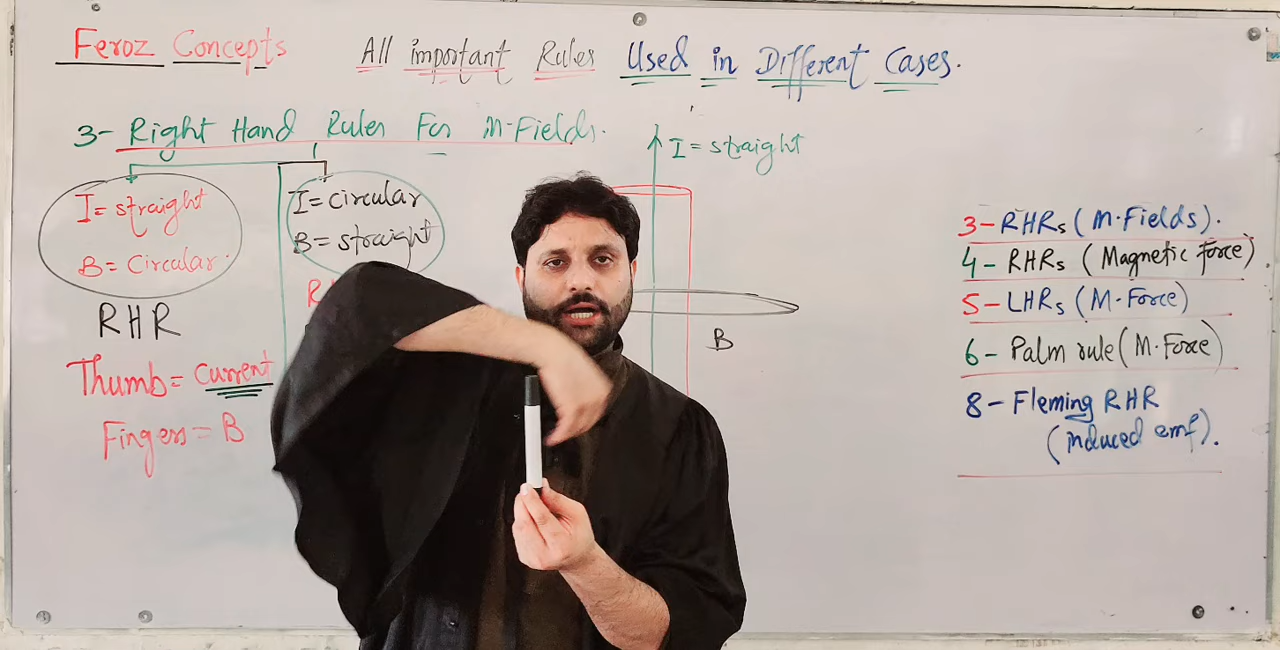 Feroz Concepts
All important Rules Used in Different Cases.
3- Right Hand Rules For M-Fields.
I= straight
B= Circular.
RHR
Thumb= current
Fingers= B
I= circular
B= straight
I= straight
B
3- RHRs (M.Fields).
4- RHRs (Magnetic force)
5- LHRs (M-Force)
6- Palm rule (M.Force)
8- Fleming RHR
(induced emf).